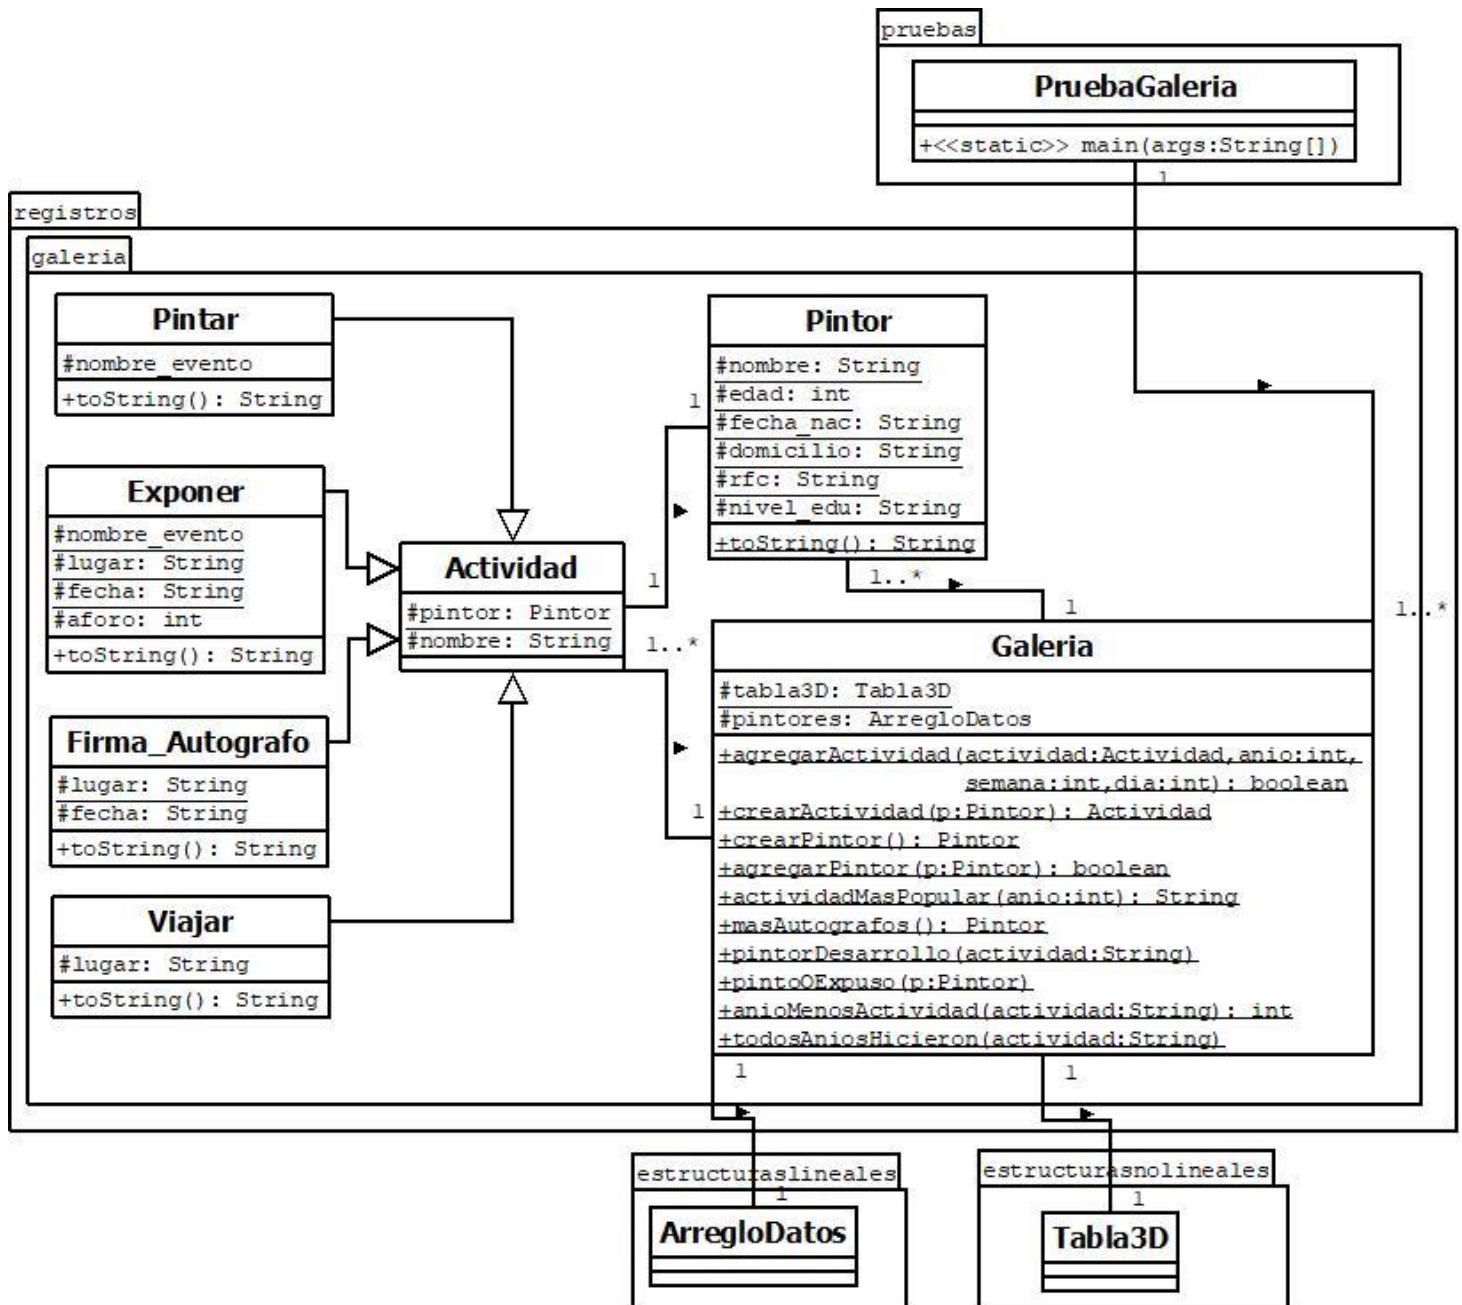 pruebas
PruebaGaleria
+<<static>> main(args:String[])
1
registros
galeria
Pintar
#nombre_evento
+toString(): String
Pintor
#nombre: String
#edad: int
#fecha_nac: String
#domicilio: String
#rfc: String
#nivel_edu: String
+toString(): String
1
Exponer
#nombre_evento
#lugar: String
#fecha: String
#aforo: int
+toString(): String
Actividad
#pintor: Pintor
#nombre: String
1
1..*
1..*
1
1..*
Galeria
#tabla3D: Tabla3D
#pintores: ArregloDatos
+agregarActividad(actividad:Actividad,anio:int,
semana:int,dia:int): boolean
+crearActividad(p:Pintor): Actividad
+crearPintor(): Pintor
+agregarPintor(p:Pintor): boolean
+actividadMasPopular(anio:int): String
+masAutografos(): Pintor
+pintorDesarrollo(actividad:String)
+pintoOExpuso(p:Pintor)
+anioMenosActividad(actividad:String): int
+todosAniosHicieron(actividad:String)
1
Firma_Autografo
#lugar: String
#fecha: String
+toString(): String
Viajar
#lugar: String
+toString(): String
1
1
estructuraslineales
1
ArregloDatos
estructurasnolineales
1
Tabla3D